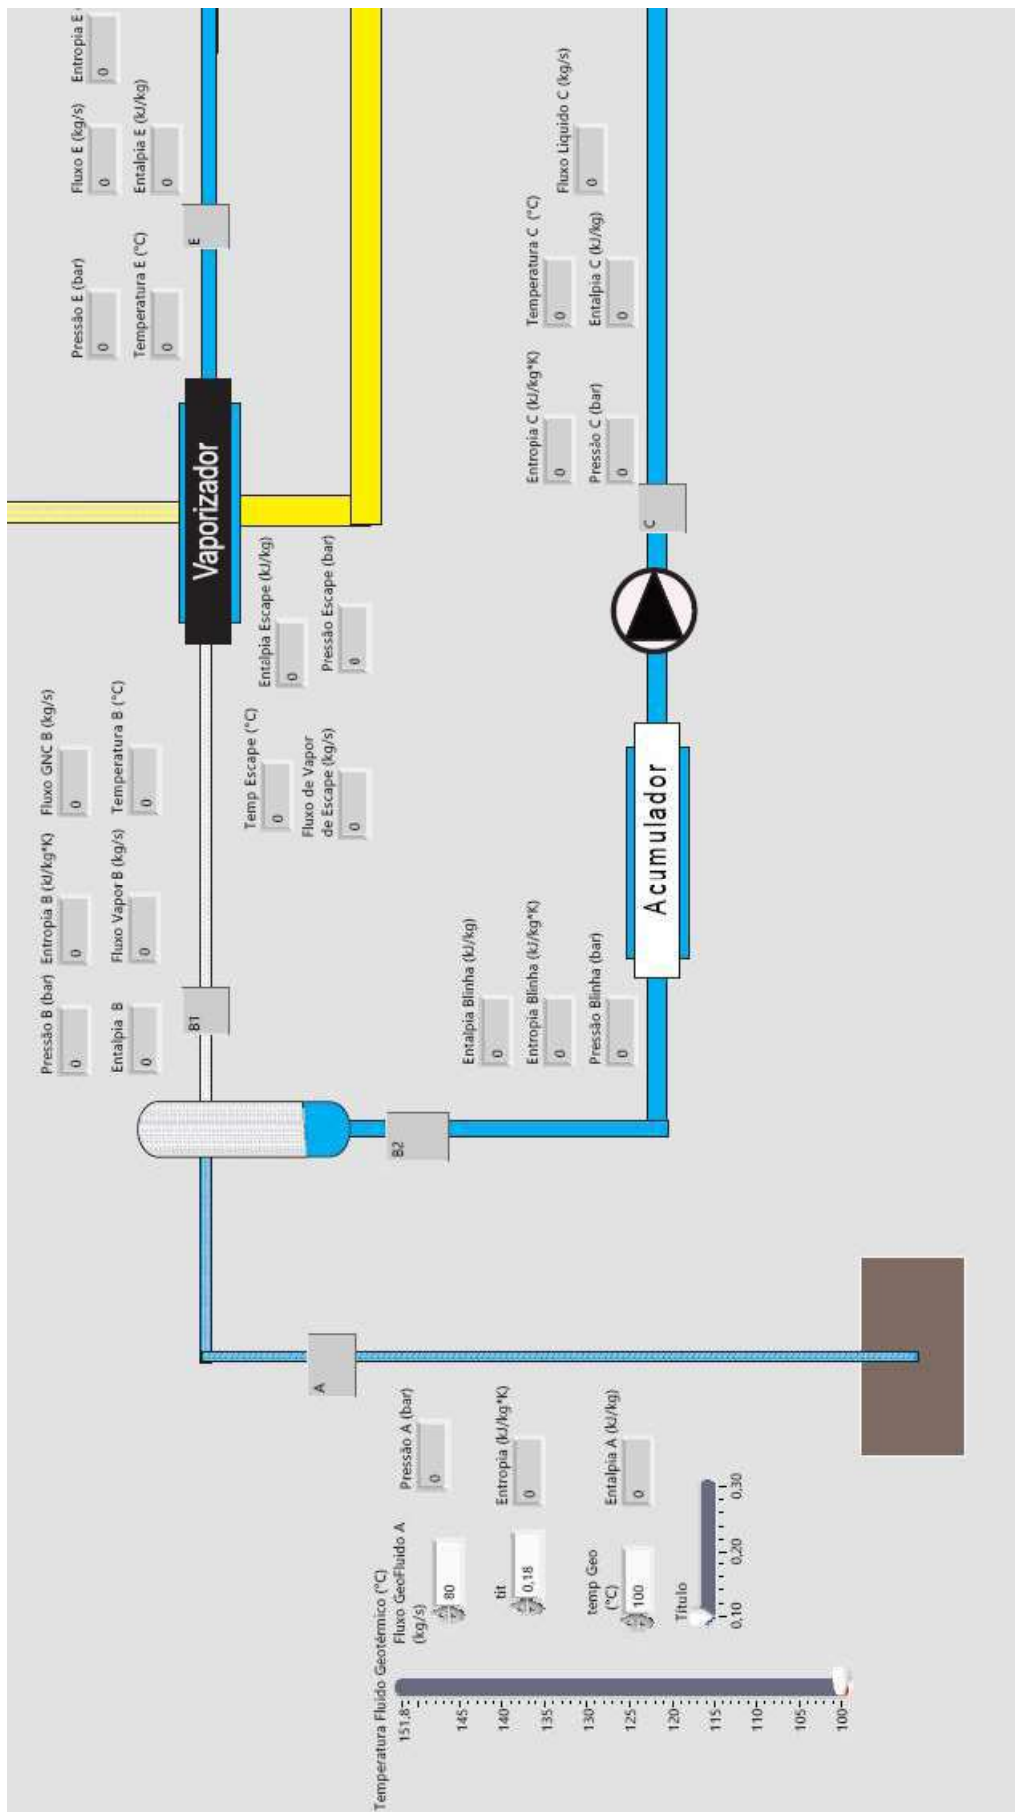 Temperatura Fluido Geotérmico (°C)
151,8
145
140
135
130
125
120
115
110
105
100
Fluxo GeoFluido A
(kg/s)
80
tit
0,18
temp Geo
(°C)
100
Título
0,10
0,20
0,30
Pressão A (bar)
0
Entropia (kJ/kg*K)
0
Entalpia A (kJ/kg)
0
A
B1
B2
Pressão B (bar)
0
Entropia B (kJ/kg*K)
0
Fluxo GNC B (kg/s)
0
Entalpia B
0
Fluxo Vapor B (kg/s)
0
Temperatura B (°C)
0
Temp Escape (°C)
0
Entalpia Escape (kJ/kg)
0
Fluxo de Vapor
de Escape (kg/s)
0
Pressão Escape (bar)
0
Vaporizador
Pressão E (bar)
0
Fluxo E (kg/s)
0
Entropia E
0
Temperatura E (°C)
0
Entalpia E (kJ/kg)
0
E
Entalpia Blinha (kJ/kg)
0
Entropia Blinha (kJ/kg*K)
0
Pressão Blinha (bar)
0
Acumulador
C
Entropia C (kJ/kg*K)
0
Temperatura C (°C)
0
Fluxo Liquido C (kg/s)
0
Pressão C (bar)
0
Entalpia C (kJ/kg)
0